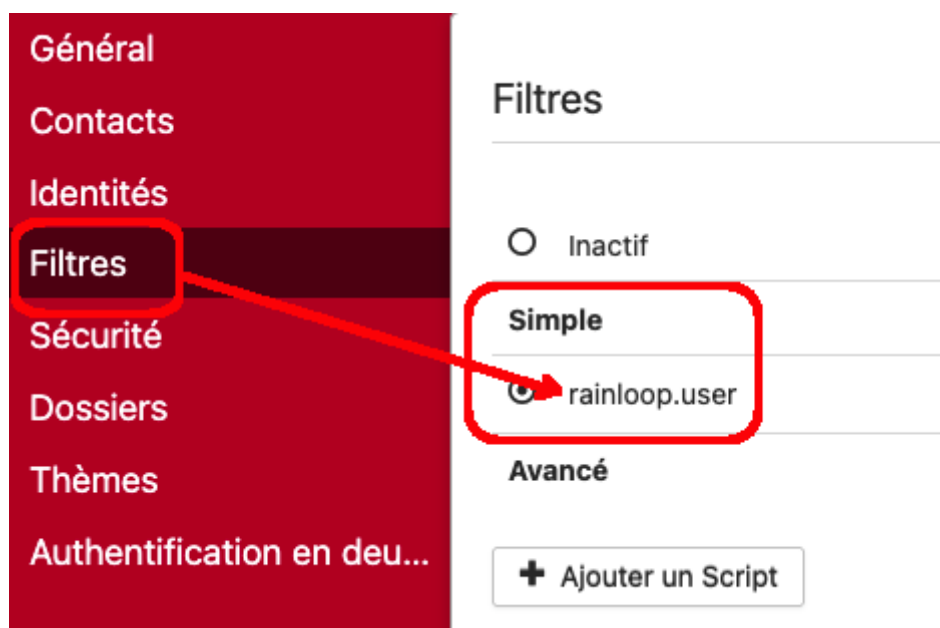 Général
Contacts
Identités
Filtres
Sécurité
Dossiers
Thèmes
Authentification en deu...
Filtres
Inactif
Simple
rainloop.user
Avancé
Ajouter un Script